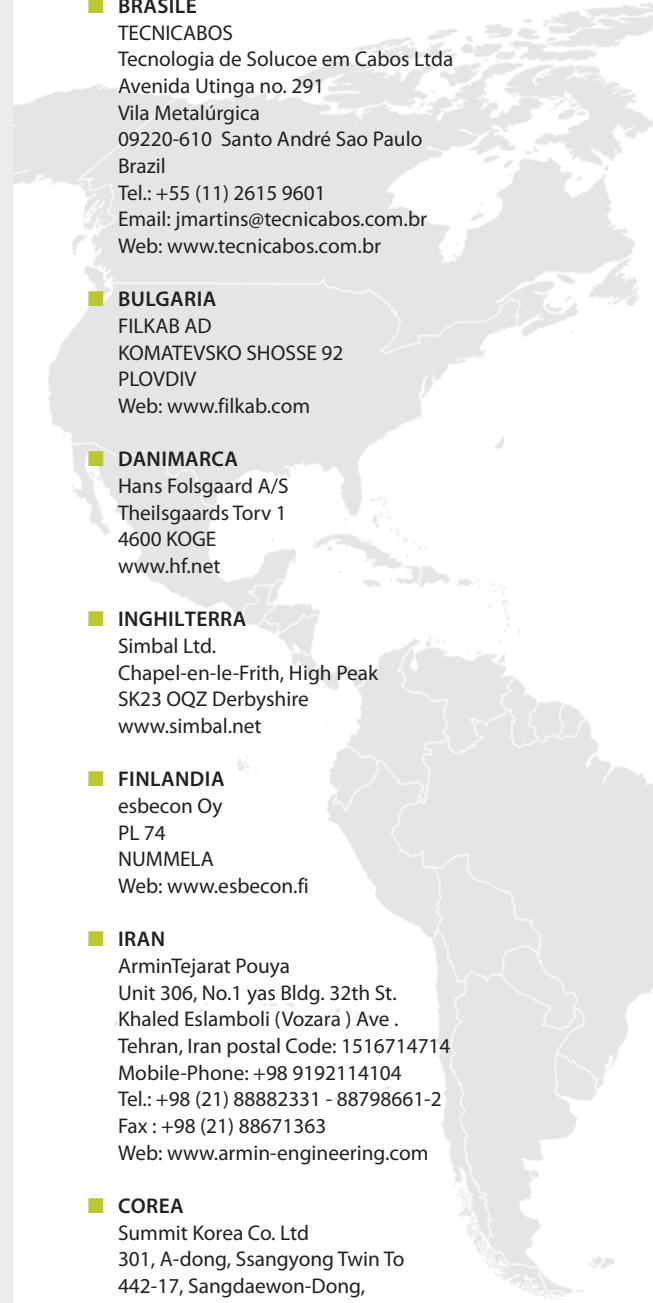 BRASILE
TECNICABOS
Tecnologia de Solucoe em Cabos Ltda
Avenida Utinga no. 291
Vila Metalúrgica
09220-610 Santo André Sao Paulo
Brazil
Tel.: +55 (11) 2615 9601
Email: jmartins@tecnicabos.com.br
Web: www.tecnicabos.com.br
BULGARIA
FILKAB AD
KOMATEVSKO SHOSSE 92
PLOVDIV
Web: www.filkab.com
DANIMARCA
Hans Folsgaard A/S
Theilsgaards Torv 1
4600 KOGE
www.hf.net
INGHILTERRA
Simbal Ltd.
Chapel-en-le-Frith, High Peak
SK23 OQZ Derbyshire
www.simbal.net
FINLANDIA
esbecon Oy
PL 74
NUMMELA
Web: www.esbecon.fi
IRAN
ArminTejarat Pouya
Unit 306, No.1 yas Bldg. 32th St.
Khaled Eslamboli (Vozara ) Ave .
Tehran, Iran postal Code: 1516714714
Mobile-Phone: +98 9192114104
Tel.: +98 (21) 88882331 - 88798661-2
Fax : +98 (21) 88671363
Web: www.armin-engineering.com
COREA
Summit Korea Co. Ltd
301, A-dong, Ssangyong Twin To
442-17, Sangdaewon-Dong,